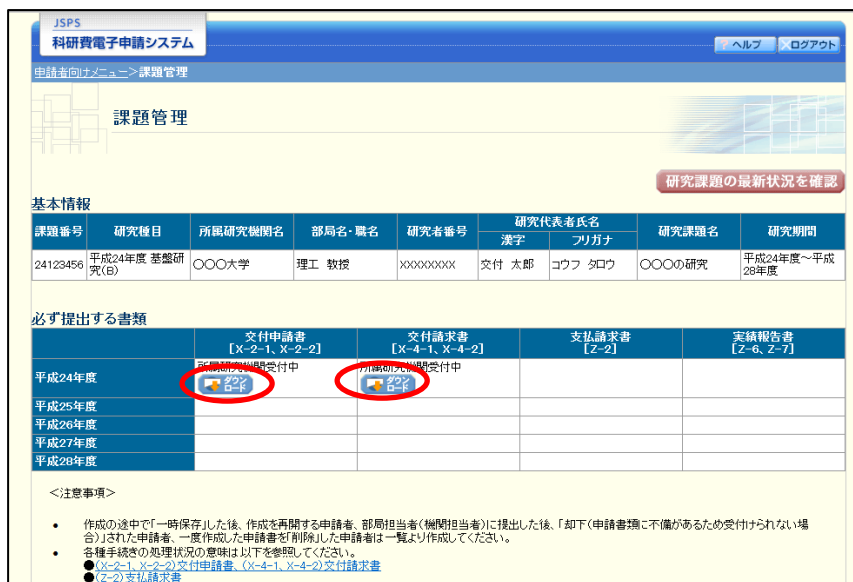 JSPS
科研費電子申請システム
? ヘルプ
ログアウト
申請者向けメニュー>課題管理
課題管理
研究課題の最新状況を確認
基本情報
課題番号 研究種目 所属研究機関名 部局名・職名 研究者番号 研究代表者氏名 研究課題名 研究期間
漢字 フリガナ
24123456 平成24年度 基盤研究(B) 〇〇〇大学 理工 教授 XXXXXXXX 交付 太郎 コウフ タロウ 〇〇〇の研究 平成24年度～平成28年度
必ず提出する書類
交付申請書 交付請求書 支払請求書 実績報告書
[X-2-1、X-2-2] [X-4-1、X-4-2] [Z-2] [Z-6、Z-7]
平成24年度 所属研究機関受付中 所属研究機関受付中
ダウンロード ダウンロード
平成25年度
平成26年度
平成27年度
平成28年度
＜注意事項＞
• 作成の途中で「一時保存」した後、作成を再開する申請者、部局担当者(機関担当者)に提出した後、「却下(申請書類に不備があるため受付けられない場
合)」された申請者、一度作成した申請書を「削除」した申請者は一覧より作成してください。
• 各種手続きの処理状況の意味は以下を参照してください。
●(X-2-1、X-2-2)交付申請書、(X-4-1、X-4-2)交付請求書
●(Z-2)支払請求書